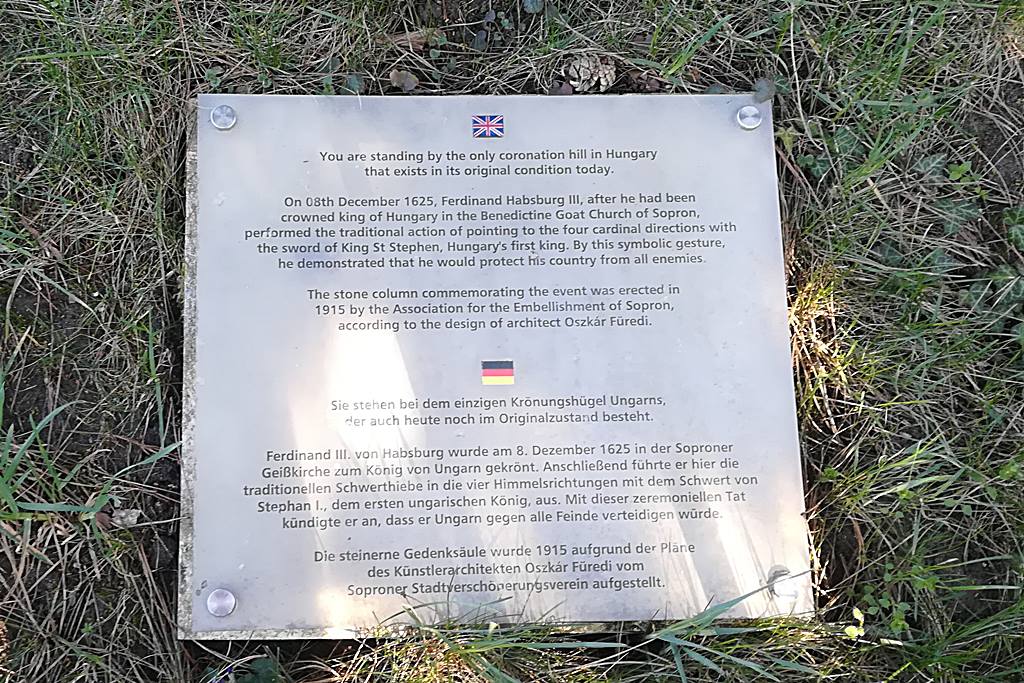 You are standing by the only coronation hill in Hungary
that exists in its original condition today.
On 08th December 1625, Ferdinand Habsburg III, after he had been
crowned king of Hungary in the Benedictine Goat Church of Sopron,
performed the traditional action of pointing to the four cardinal directions with
the sword of King St Stephen, Hungary's first king. By this symbolic gesture,
he demonstrated that he would protect his country from all enemies.
The stone column commemorating the event was erected in
1915 by the Association for the Embellishment of Sopron,
according to the design of architect Oszkár Füredi.
Sie stehen bei dem einzigen Krönungshügel Ungarns,
der auch heute noch im Originalzustand besteht.
Ferdinand III. von Habsburg wurde am 8. Dezember 1625 in der Soproner
Geißkirche zum König von Ungarn gekrönt. Anschließend führte er hier die
traditionellen Schwerthiebe in die vier Himmelsrichtungen mit dem Schwert von
Stephan I., dem ersten ungarischen König, aus. Mit dieser zeremoniellen Tat
kündigte er an, dass er Ungarn gegen alle Feinde verteidigen würde.
Die steinerne Gedenksäule wurde 1915 aufgrund der Pläne
des Künstlerarchitekten Oszkár Füredi vom
Soproner Stadtverschönerungsverein aufgestellt.